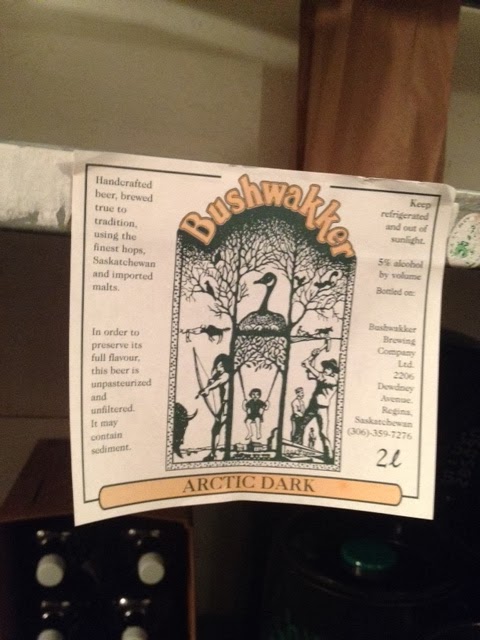 Bushwakker
Handcrafted
beer, brewed
true to
tradition,
using the
finest hops,
Saskatchewan
and imported
malts.
In order to
preserve its
full flavour,
this beer is
unpasteurized
and
unfiltered.
It may
contain
sediment.
Keep
refrigerated
and out of
sunlight.
5% alcohol
by volume
Bottled on:
Bushwakker
Brewing
Company
Ltd.
2206
Dewdney
Avenue.
Regina,
Saskatchewan
(306)-359-7276
2ℓ
ARCTIC DARK